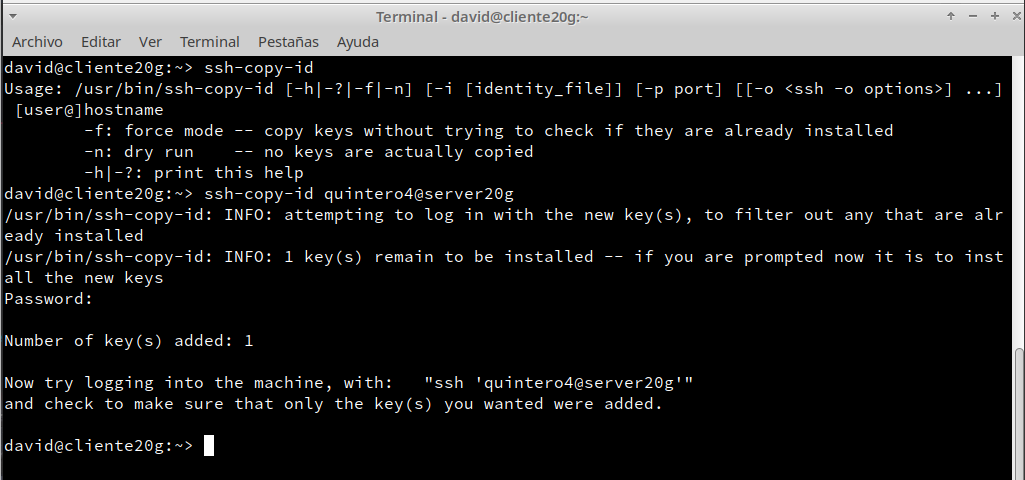 Terminal - david@cliente20g:~
Archivo Editar Ver Terminal Pestañas Ayuda
david@cliente20g:~> ssh-copy-id
Usage: /usr/bin/ssh-copy-id [-h|-?|-f|-n] [-i [identity_file]] [-p port] [[-o <ssh -o options>] ...]
 [user@]hostname
        -f: force mode -- copy keys without trying to check if they are already installed
        -n: dry run    -- no keys are actually copied
        -h|-?: print this help
david@cliente20g:~> ssh-copy-id quintero4@server20g
/usr/bin/ssh-copy-id: INFO: attempting to log in with the new key(s), to filter out any that are alr
eady installed
/usr/bin/ssh-copy-id: INFO: 1 key(s) remain to be installed -- if you are prompted now it is to inst
all the new keys
Password:
Number of key(s) added: 1
Now try logging into the machine, with:   "ssh 'quintero4@server20g'"
and check to make sure that only the key(s) you wanted were added.
david@cliente20g:~>